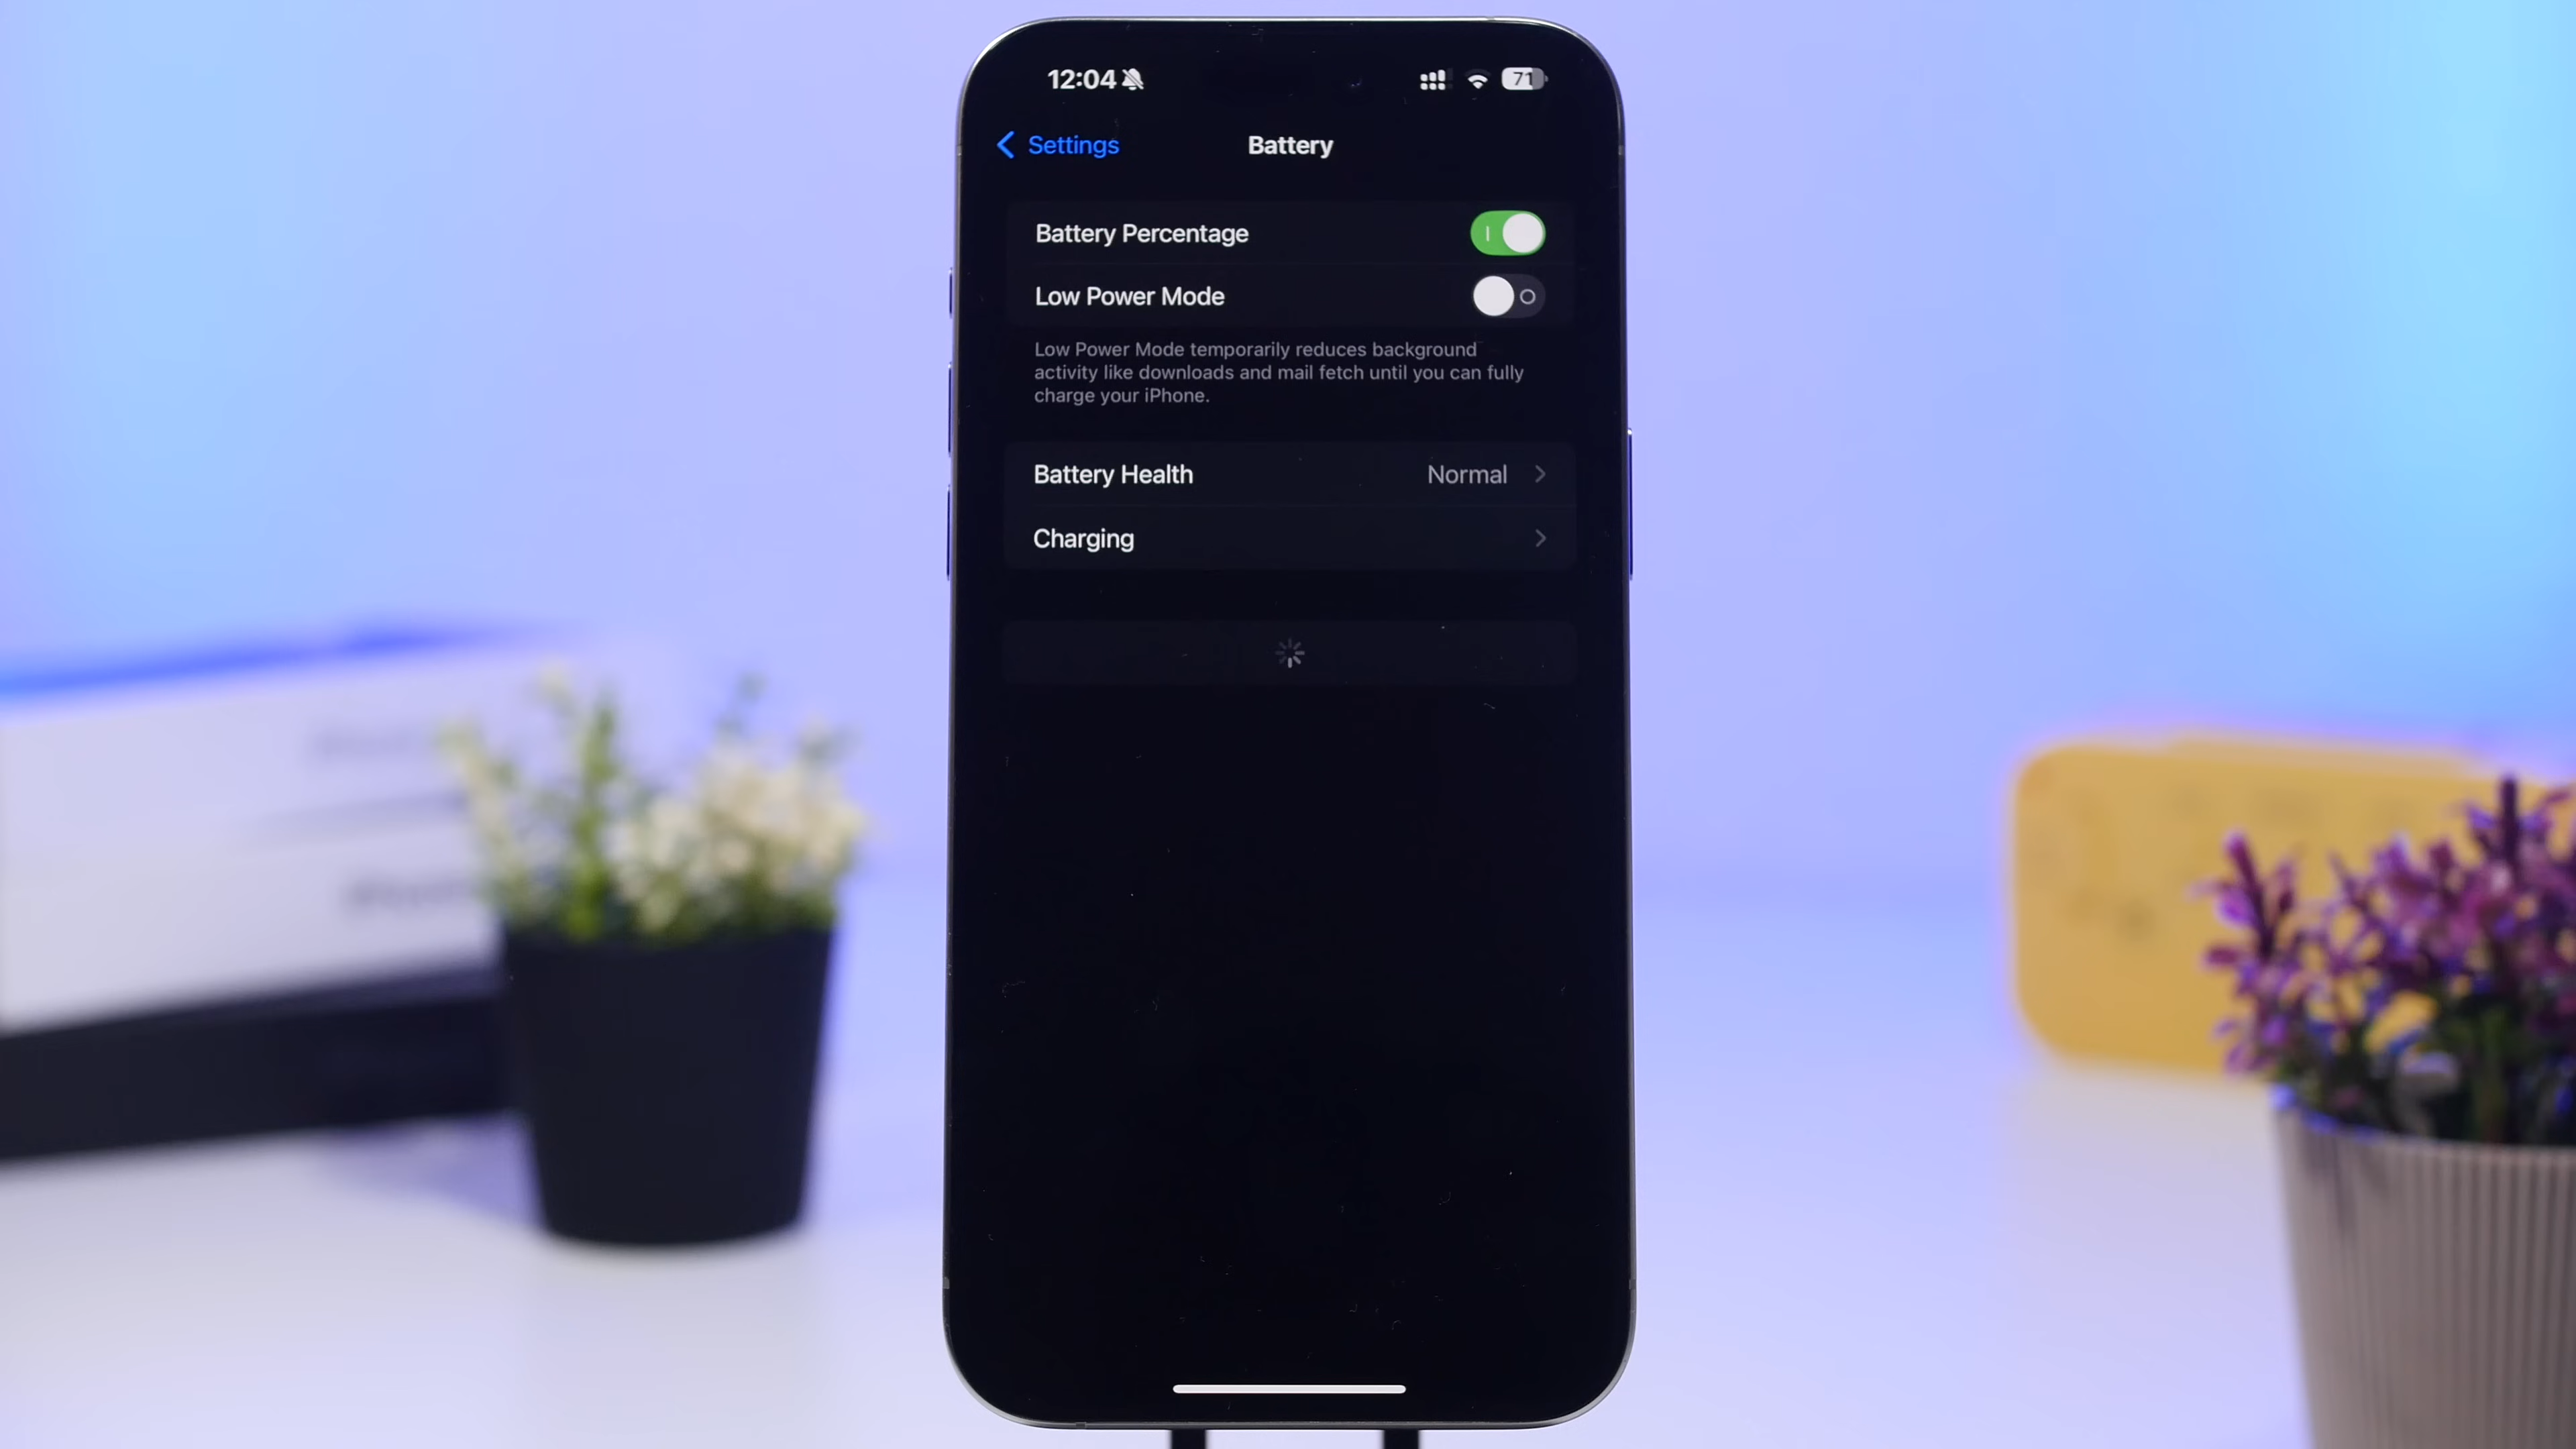 12:04
71
Settings
Battery
Battery Percentage
Low Power Mode
Low Power Mode temporarily reduces background
activity like downloads and mail fetch until you can fully
charge your iPhone.
Battery Health Normal
Charging